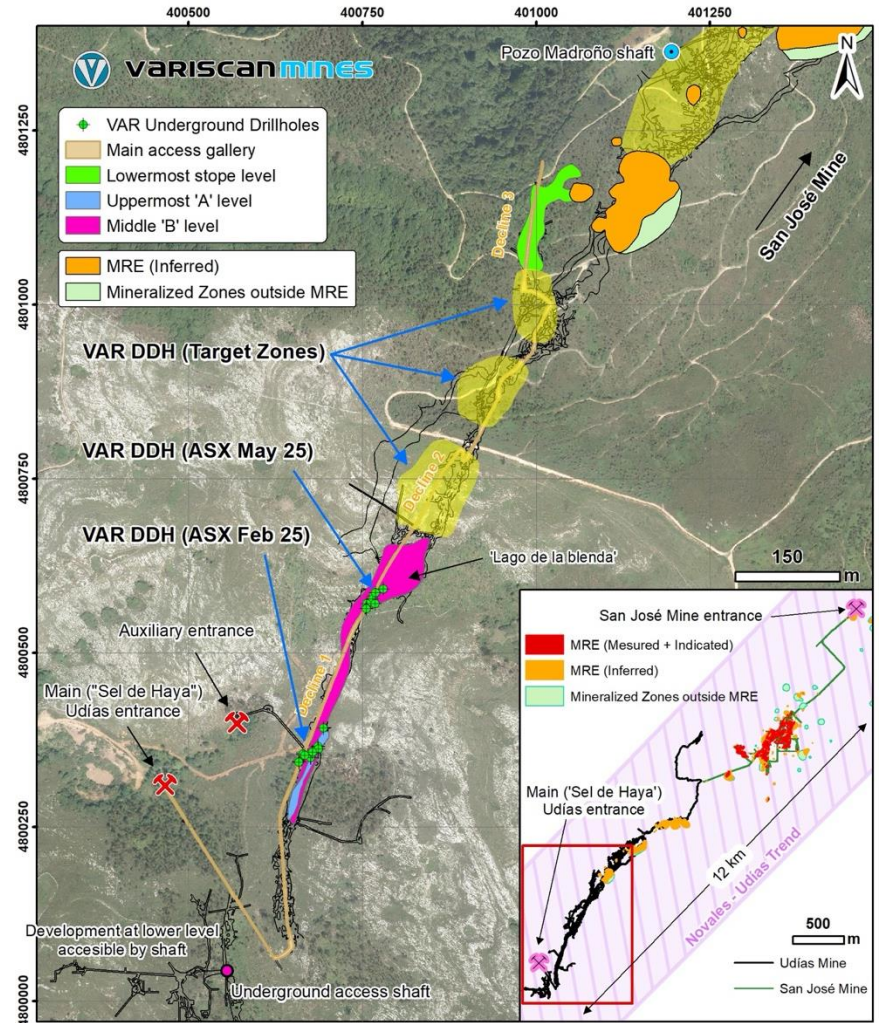 400500
400750
401000
401250
VARISCAN MINES
Pozo Madroño shaft
N
4801250
4801000
4800750
4800500
4800250
4800000
VAR Underground Drillholes
Main access gallery
Lowermost stope level
Uppermost 'A' level
Middle 'B' level
MRE (Inferred)
Mineralized Zones outside MRE
San José Mine
Decline 3
VAR DDH (Target Zones)
VAR DDH (ASX May 25)
Decline 2
VAR DDH (ASX Feb 25)
'Lago de la blenda'
150
m
Auxiliary entrance
Main ("Sel de Haya")
Udías entrance
Decline 1
Development at lower level
accesible by shaft
Underground access shaft
San José Mine entrance
MRE (Mesured + Indicated)
MRE (Inferred)
Mineralized Zones outside MRE
Main ('Sel de Haya')
Udías entrance
12 km
Novales - Udías Trend
500
m
Udías Mine
San José Mine